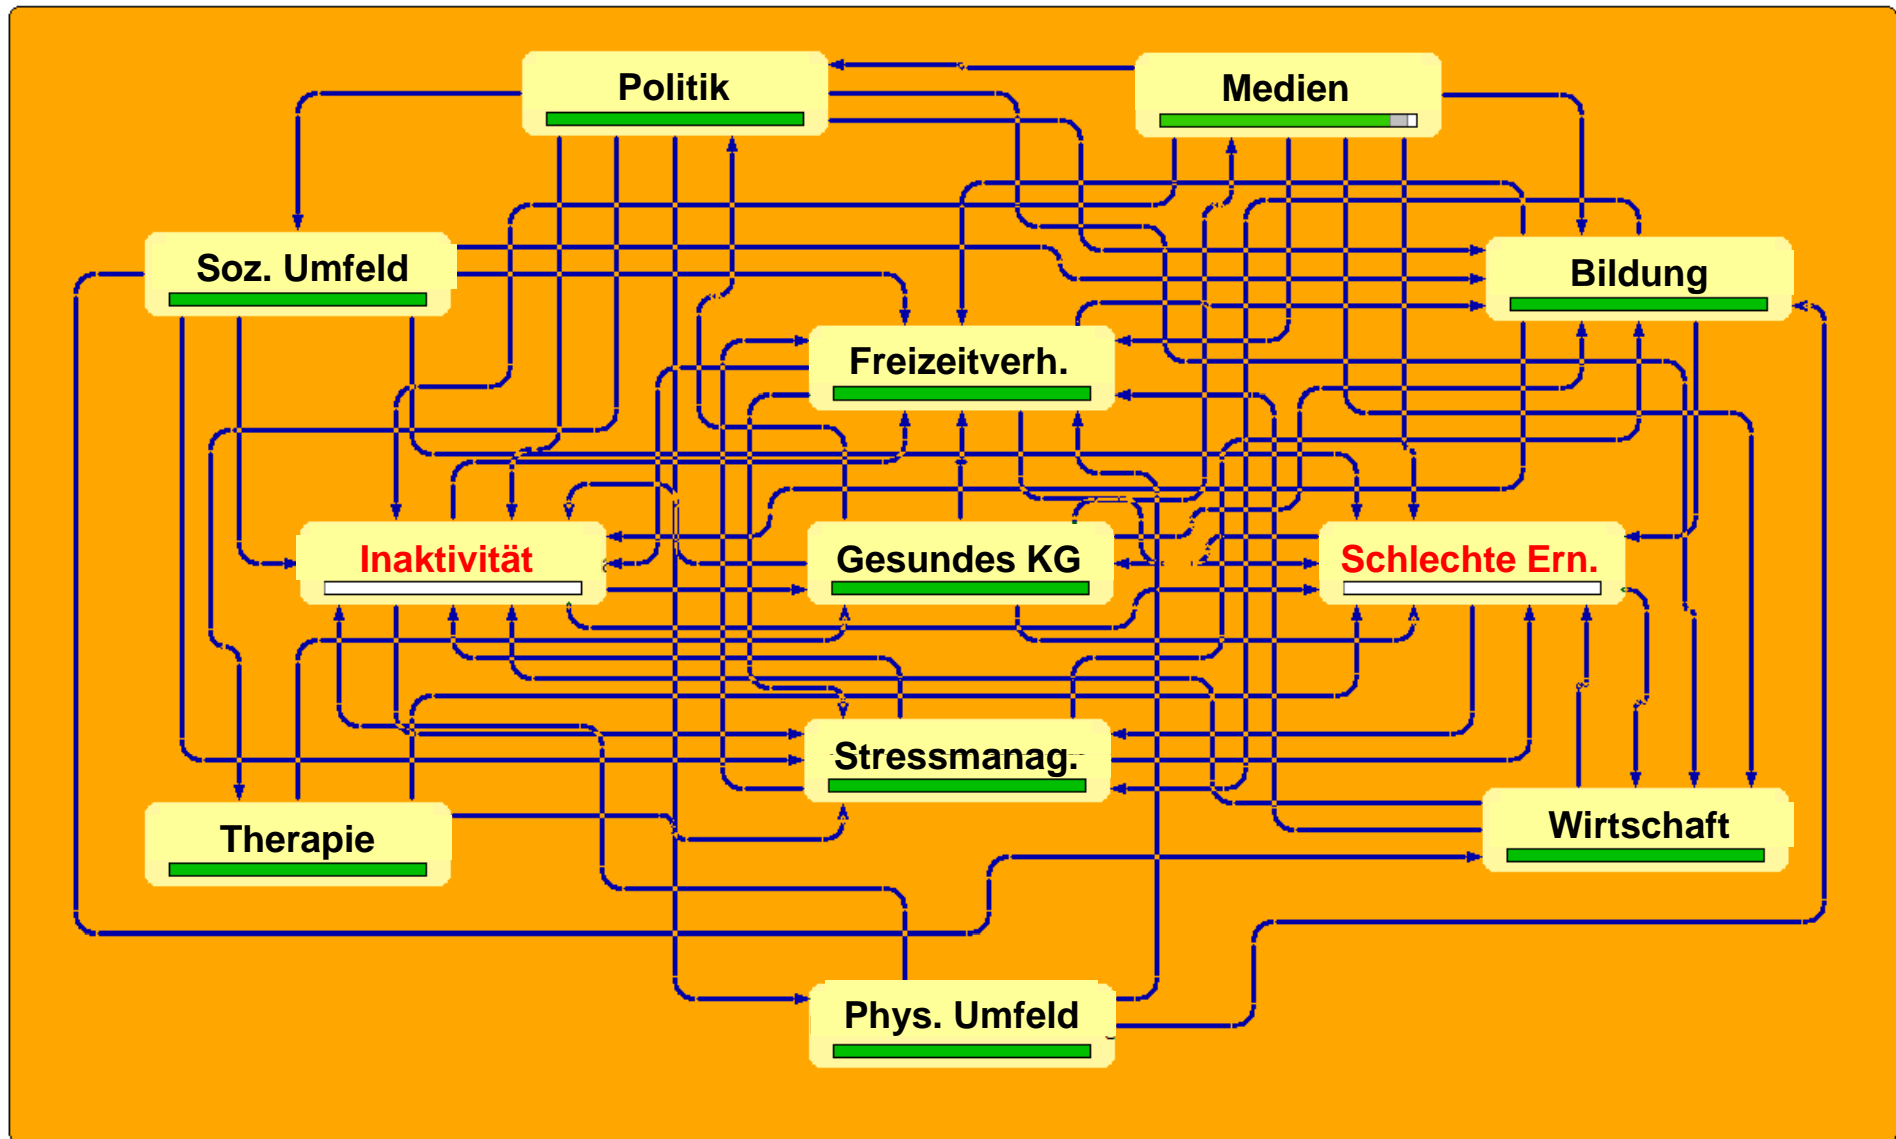 Politik
Medien
Soz. Umfeld
Bildung
Freizeitverh.
Inaktivität
Gesundes KG
Schlechte Ern.
Stressmanag.
Therapie
Wirtschaft
Phys. Umfeld